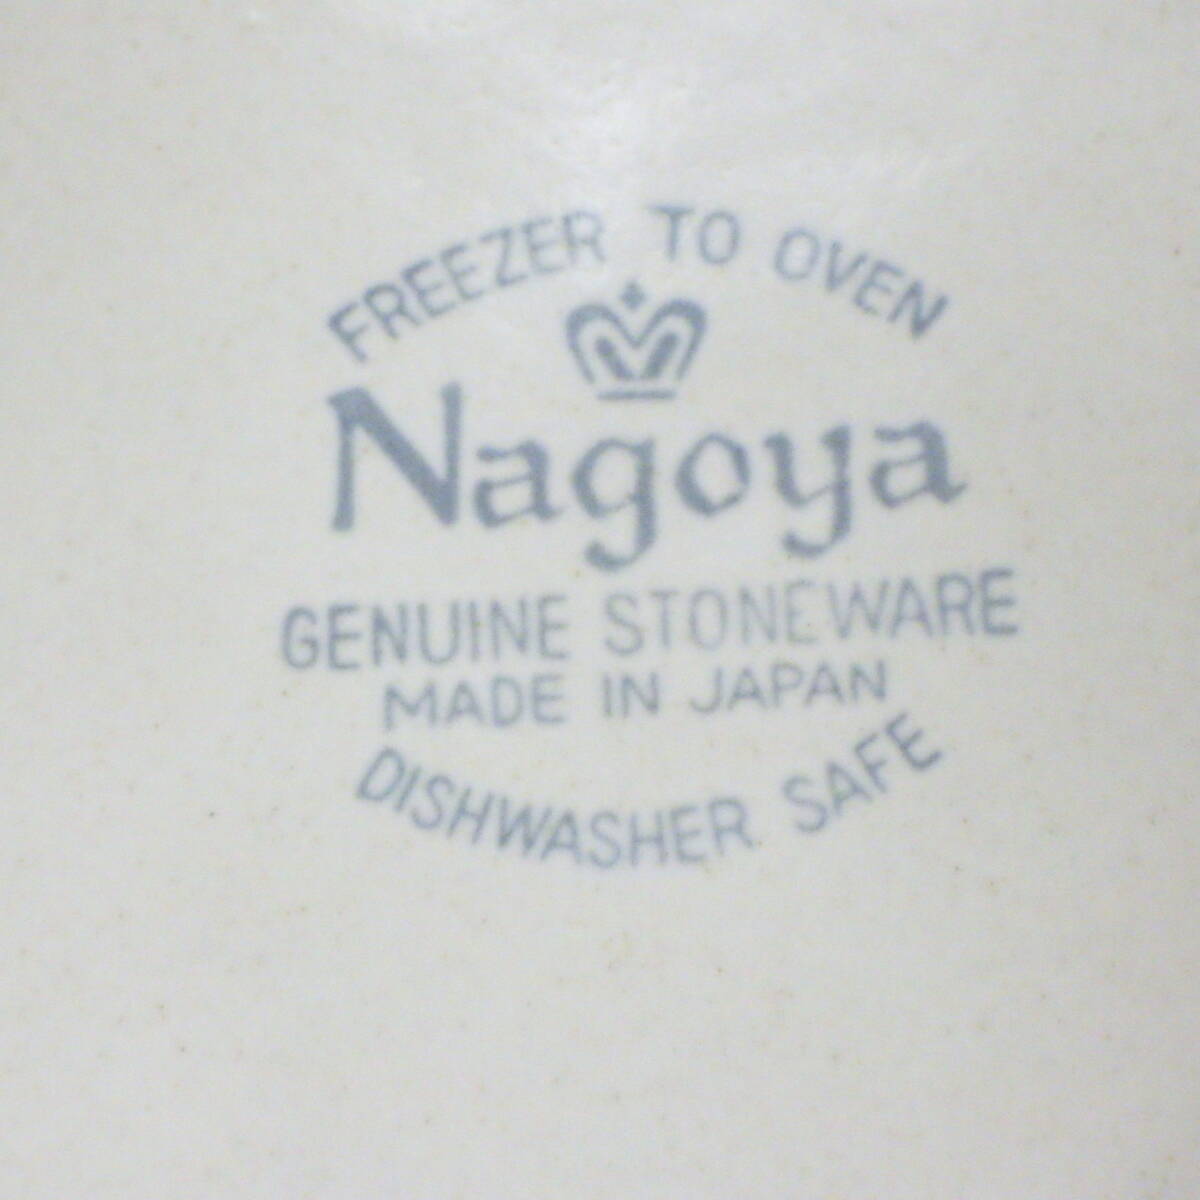 FREEZER TO OVEN
Nagoya
GENUINE STONEWARE
MADE IN JAPAN
DISHWASHER SAFE